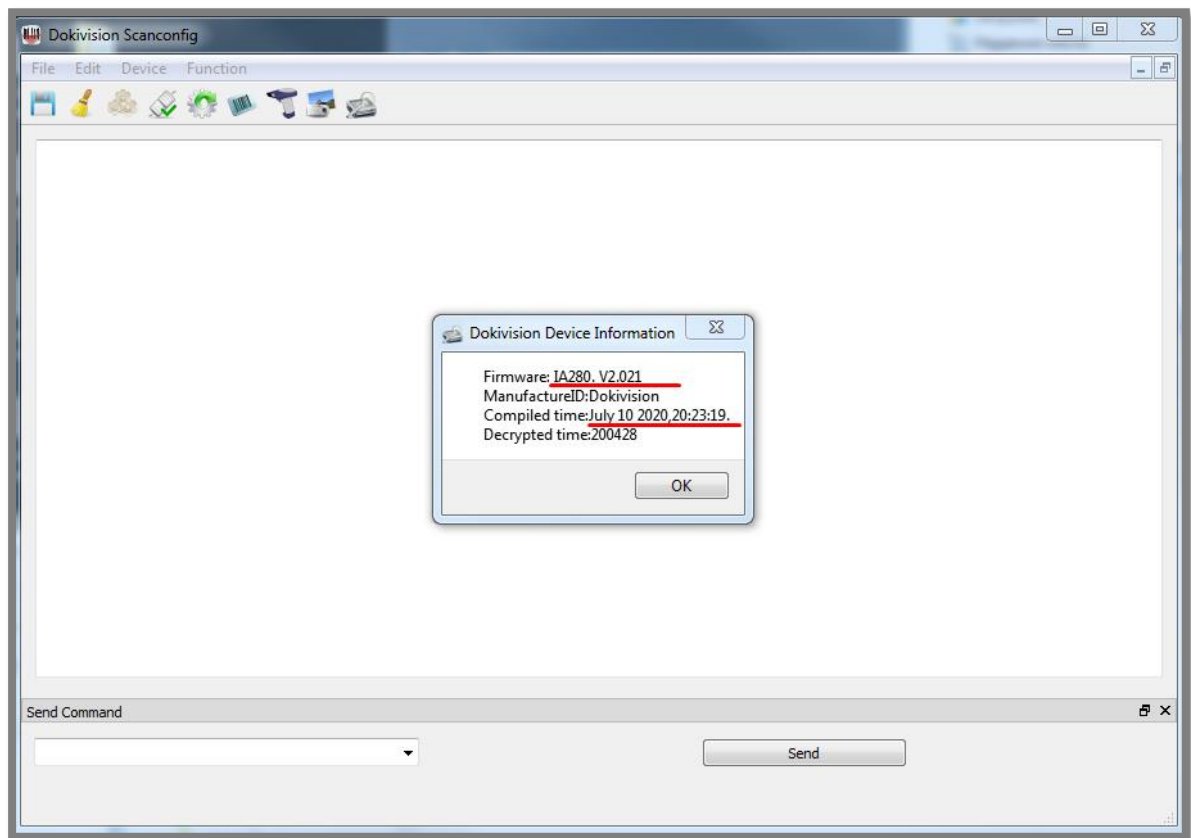 Dokivision Scanconfig
File Edit Device Function
Dokivision Device Information
Firmware: IA280. V2.021
ManufactureID:Dokivision
Compiled time:July 10 2020,20:23:19.
Decrypted time:200428
OK
Send Command
Send